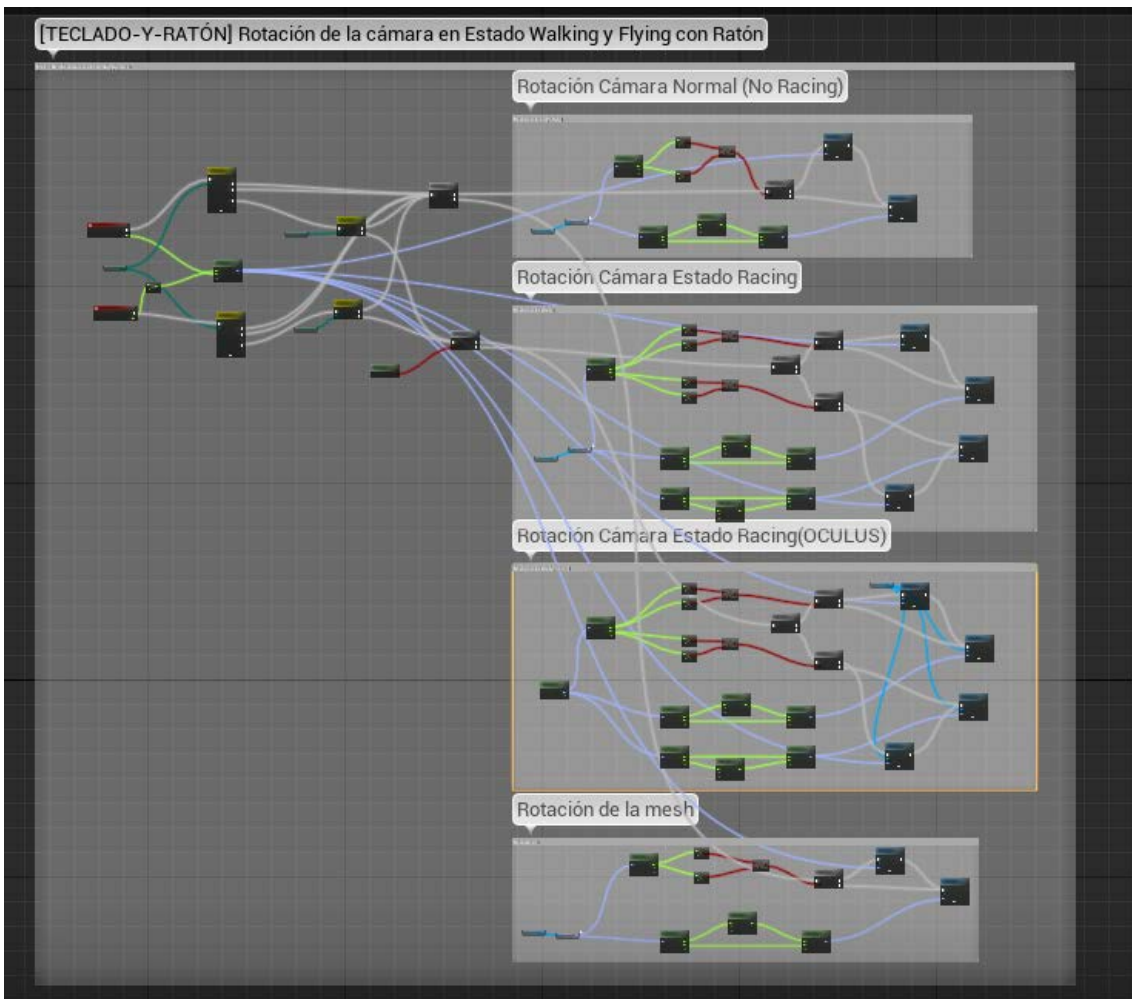 [TECLADO-Y-RATÓN] Rotación de la cámara en Estado Walking y Flying con Ratón
Rotación Cámara Normal (No Racing)
Rotación Cámara Estado Racing
Rotación Cámara Estado Racing(OCULUS)
Rotación de la mesh